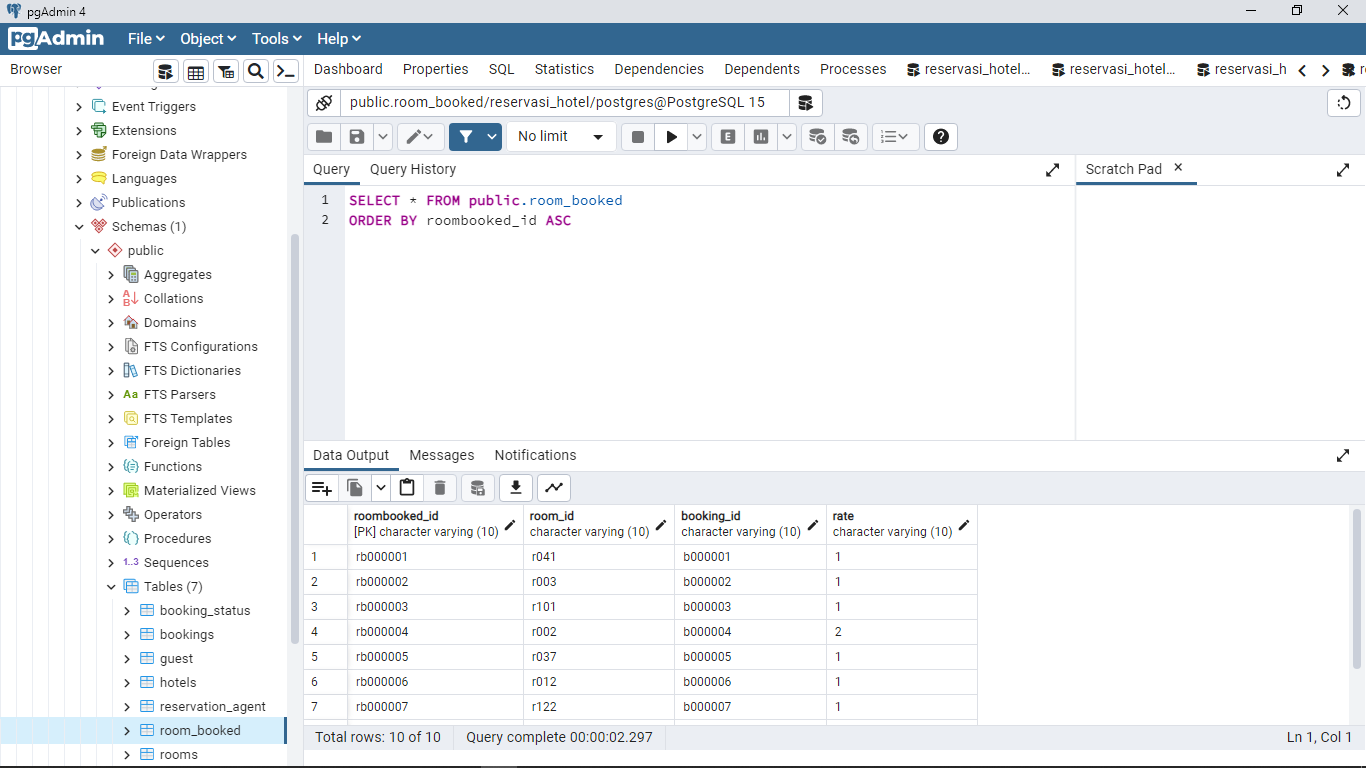 pgAdmin 4
pgAdmin File Object Tools Help
Browser
Dashboard Properties SQL Statistics Dependencies Dependents Processes reservasi_hotel... reservasi_hotel... reservasi_h
Event Triggers
Extensions
Foreign Data Wrappers
Languages
Publications
Schemas (1)
public
Aggregates
Collations
Domains
FTS Configurations
FTS Dictionaries
Aa FTS Parsers
FTS Templates
Foreign Tables
Functions
Materialized Views
Operators
Procedures
1..3 Sequences
Tables (7)
booking_status
bookings
guest
hotels
reservation_agent
room_booked
rooms
public.room_booked/reservasi_hotel/postgres@PostgreSQL 15
No limit E
Query Query History
Scratch Pad
1 SELECT * FROM public.room_booked
2 ORDER BY roombooked_id ASC
Data Output Messages Notifications
roombooked_id room_id booking_id rate
[PK] character varying (10) character varying (10) character varying (10) character varying (10)
1 rb000001 r041 b000001 1
2 rb000002 r003 b000002 1
3 rb000003 r101 b000003 1
4 rb000004 r002 b000004 2
5 rb000005 r037 b000005 1
6 rb000006 r012 b000006 1
7 rb000007 r122 b000007 1
Total rows: 10 of 10 Query complete 00:00:02.297 Ln 1, Col 1